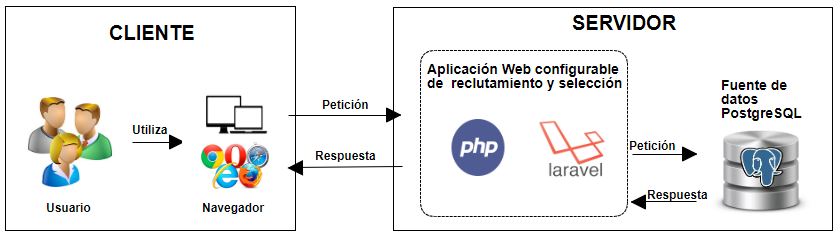 CLIENTE
Utiliza
Usuario
Navegador
Petición
Respuesta
SERVIDOR
Aplicación Web configurable
de reclutamiento y selección
php
laravel
Petición
Respuesta
Fuente de
datos
PostgreSQL